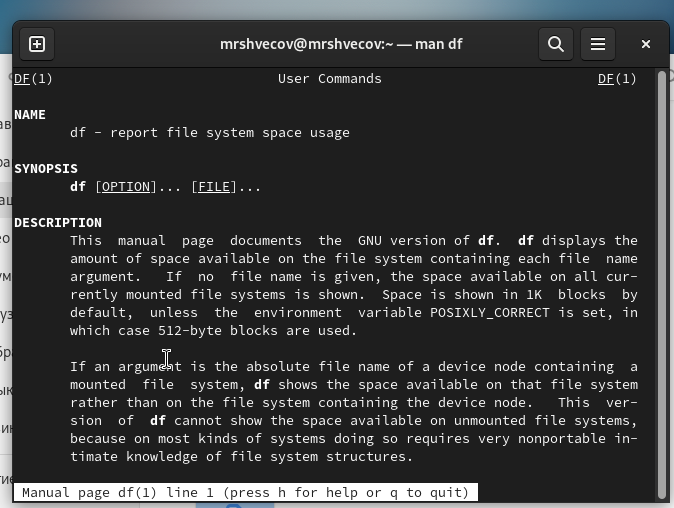 mrshvecov@mrshvecov:~ — man df
DF(1) User Commands DF(1)
NAME
df - report file system space usage
SYNOPSIS
df [OPTION]... [FILE]...
DESCRIPTION
This manual page documents the GNU version of df. df displays the
amount of space available on the file system containing each file name
argument. If no file name is given, the space available on all cur-
rently mounted file systems is shown. Space is shown in 1K blocks by
default, unless the environment variable POSIXLY_CORRECT is set, in
which case 512-byte blocks are used.
If an argument is the absolute file name of a device node containing a
mounted file system, df shows the space available on that file system
rather than on the file system containing the device node. This ver-
sion of df cannot show the space available on unmounted file systems,
because on most kinds of systems doing so requires very nonportable in-
timate knowledge of file system structures.
Manual page df(1) line 1 (press h for help or q to quit)